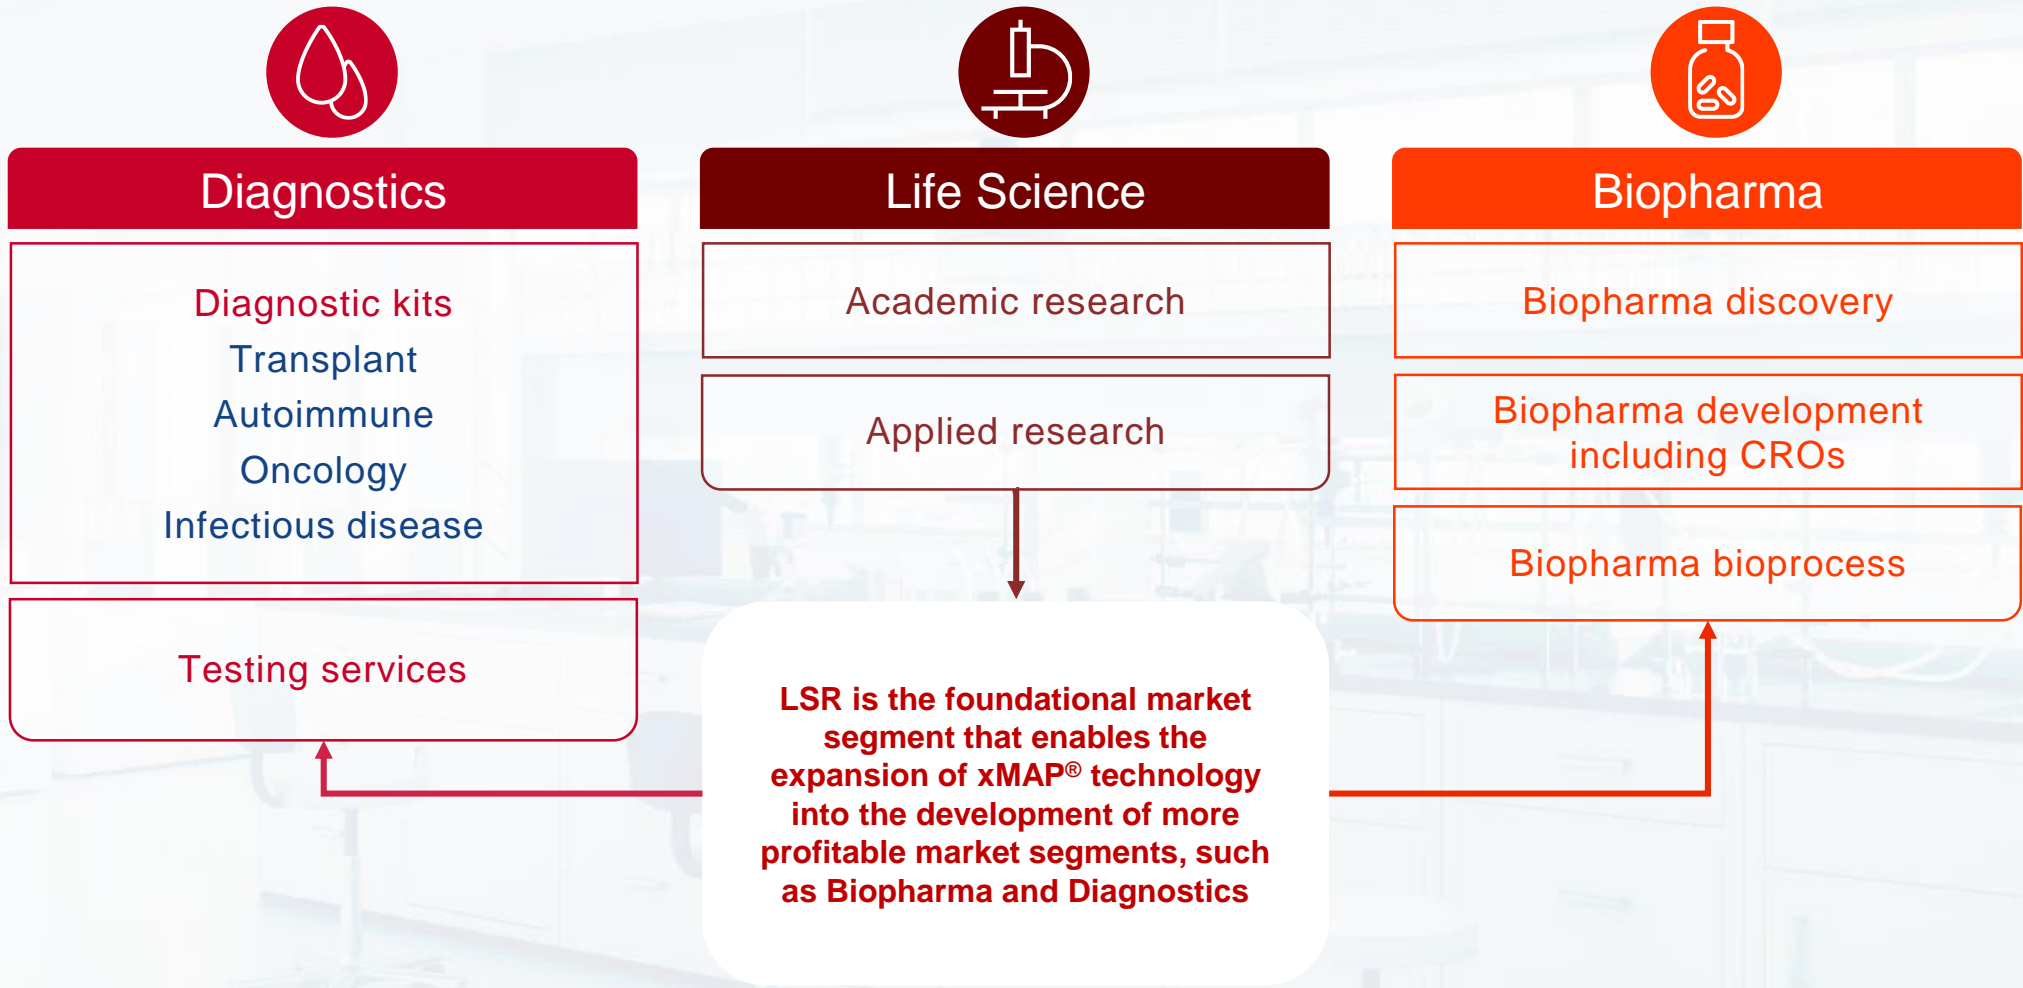 Diagnostics
Diagnostic kits
Transplant
Autoimmune
Oncology
Infectious disease
Testing services
Life Science
Academic research
Applied research
LSR is the foundational market
segment that enables the
expansion of xMAP® technology
into the development of more
profitable market segments, such
as Biopharma and Diagnostics
Biopharma
Biopharma discovery
Biopharma development
including CROs
Biopharma bioprocess